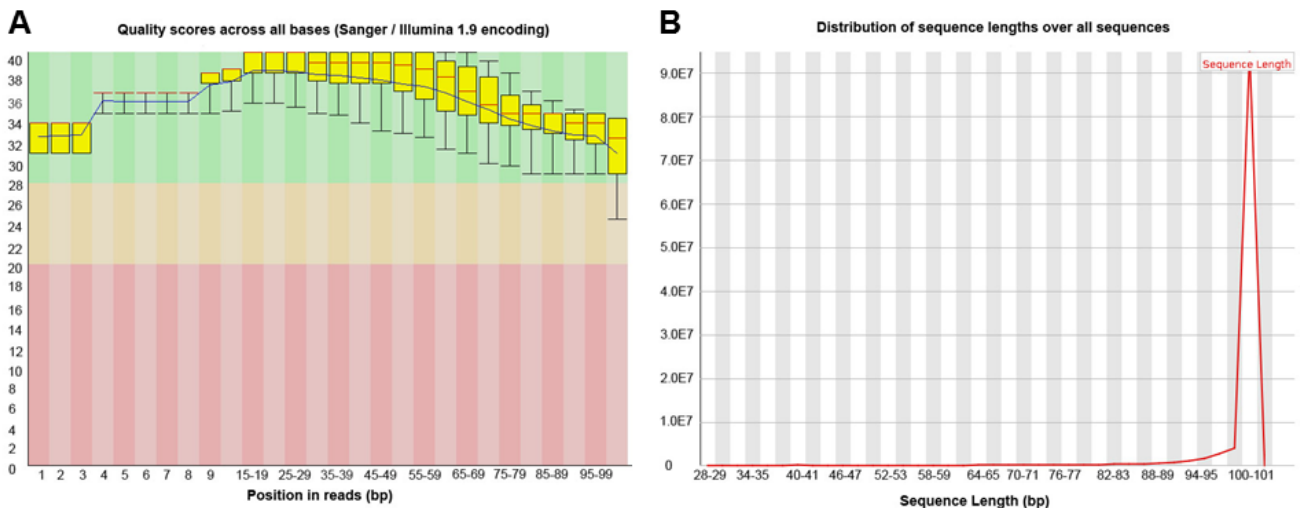 A
Quality scores across all bases (Sanger / Illumina 1.9 encoding)
40
38
36
34
32
30
28
26
24
22
20
18
16
14
12
10
8
6
4
2
0
1 2 3 4 5 6 7 8 9 15-19 25-29 35-39 45-49 55-59 65-69 75-79 85-89 95-99
Position in reads (bp)
B
Distribution of sequence lengths over all sequences
Sequence Length
9.0E7
8.0E7
7.0E7
6.0E7
5.0E7
4.0E7
3.0E7
2.0E7
1.0E7
0
28-29 34-35 40-41 46-47 52-53 58-59 64-65 70-71 76-77 82-83 88-89 94-95 100-101
Sequence Length (bp)